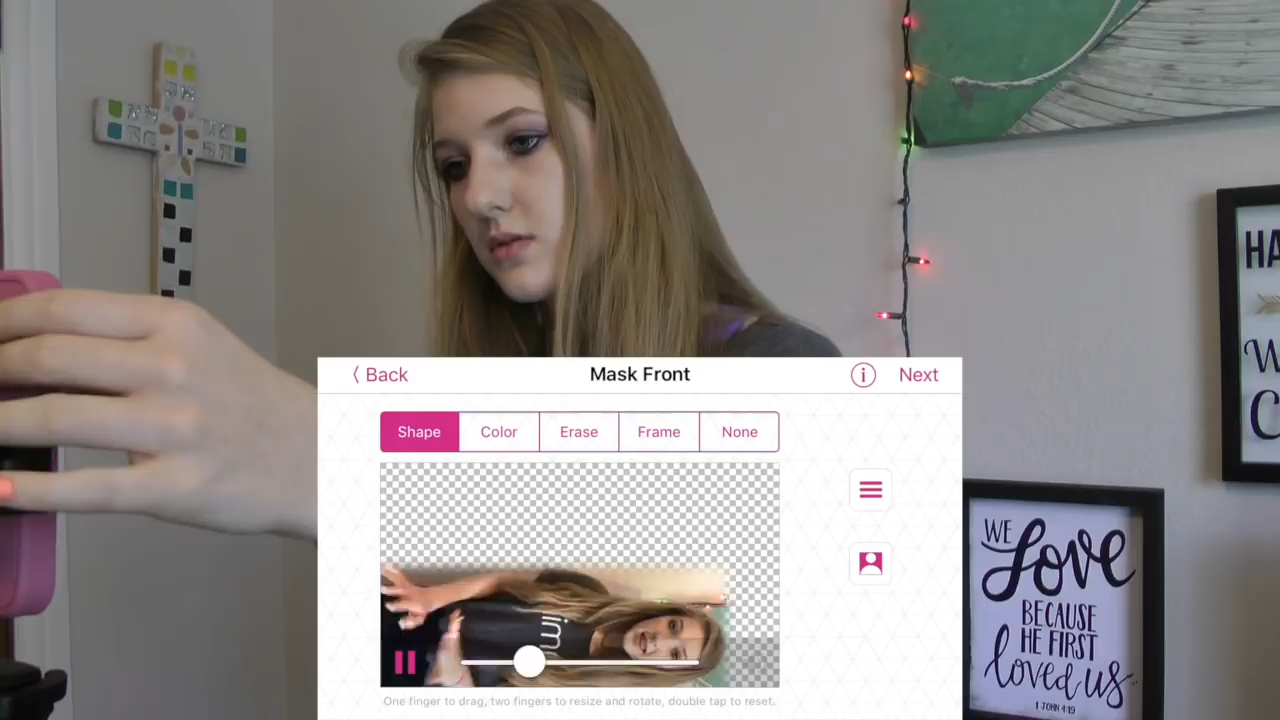 Back
Mask Front
Next
Shape
Color
Erase
Frame
None
One finger to drag, two fingers to resize and rotate, double tap to reset.
HA
W
C
WE
Love
BECAUSE
HE FIRST
loved us
1 JOHN 4:19